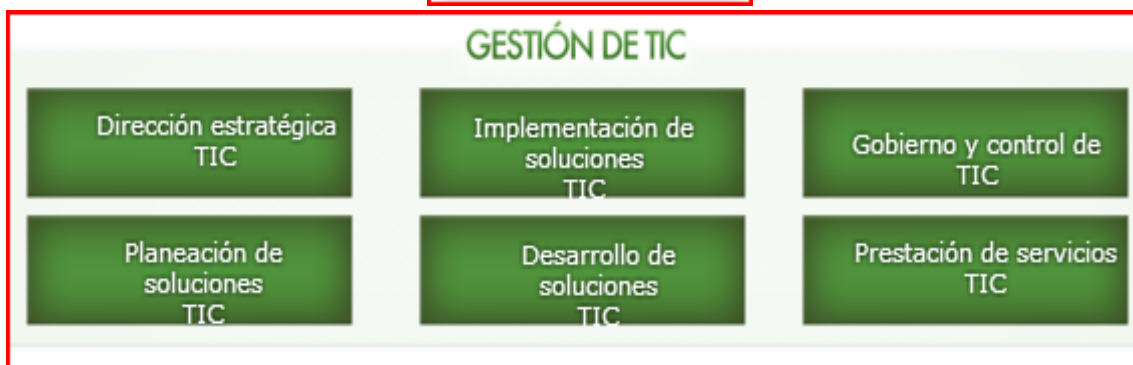 GESTIÓN DE TIC
Dirección estratégica
TIC
Implementación de
soluciones
TIC
Gobierno y control de
TIC
Planeación de
soluciones
TIC
Desarrollo de
soluciones
TIC
Prestación de servicios
TIC